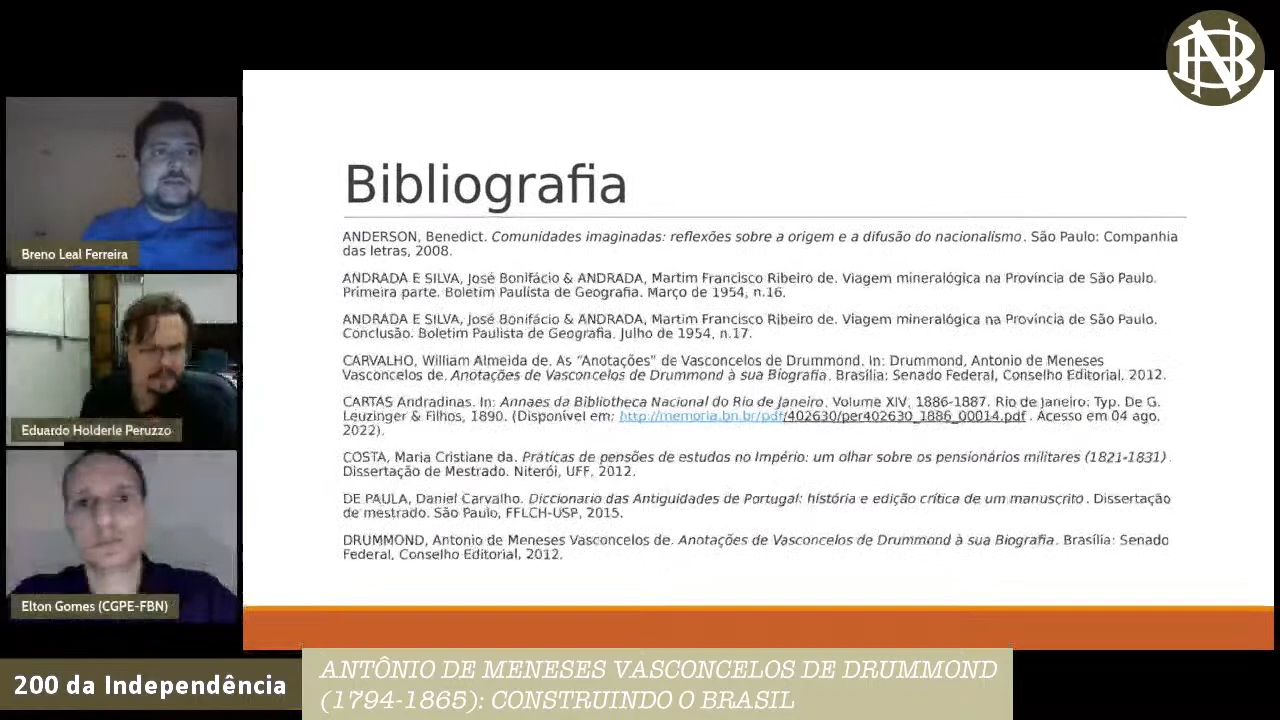 Bibliografia
ANDERSON, Benedict. Comunidades imaginadas: reflexões sobre a origem e a difusão do nacionalismo. São Paulo: Companhia
das letras, 2008.
ANDRADA E SILVA, José Bonifácio & ANDRADA, Martim Francisco Ribeiro de. Viagem mineralógica na Província de São Paulo.
Primeira parte. Boletim Paulista de Geografia. Março de 1954, n.16.
ANDRADA E SILVA, José Bonifácio & ANDRADA, Martim Francisco Ribeiro de. Viagem mineralógica na Província de São Paulo.
Conclusão. Boletim Paulista de Geografia. Julho de 1954, n.17.
CARVALHO, William Almeida de. As “Anotações” de Vasconcelos de Drummond. In: Drummond, Antonio de Meneses
Vasconcelos de. Anotações de Vasconcelos de Drummond à sua Biografia. Brasília: Senado Federal, Conselho Editorial, 2012.
CARTAS Andradinas. In: Annaes da Bibliotheca Nacional do Rio de Janeiro. Volume XIV, 1886-1887. Rio de Janeiro: Typ. De G.
Leuzinger & Filhos, 1890. (Disponível em: http://memoria.bn.br/pdf/402630/per402630_1886_00014.pdf . Acesso em 04 ago.
2022).
COSTA, Maria Cristiane da. Práticas de pensões de estudos no Império: um olhar sobre os pensionários militares (1821-1831).
Dissertação de Mestrado. Niterói, UFF, 2012.
DE PAULA, Daniel Carvalho. Diccionario das Antiguidades de Portugal: história e edição crítica de um manuscrito. Dissertação
de mestrado. São Paulo, FFLCH-USP, 2015.
DRUMMOND, Antonio de Meneses Vasconcelos de. Anotações de Vasconcelos de Drummond à sua Biografia. Brasília: Senado
Federal, Conselho Editorial, 2012.
Breno Leal Ferreira
Eduardo Holderle Peruzzo
Elton Gomes (CGPE-FBN)
200 da Independência
ANTÔNIO DE MENESES VASCONCELOS DE DRUMMOND
(1794-1865): CONSTRUINDO O BRASIL
BN